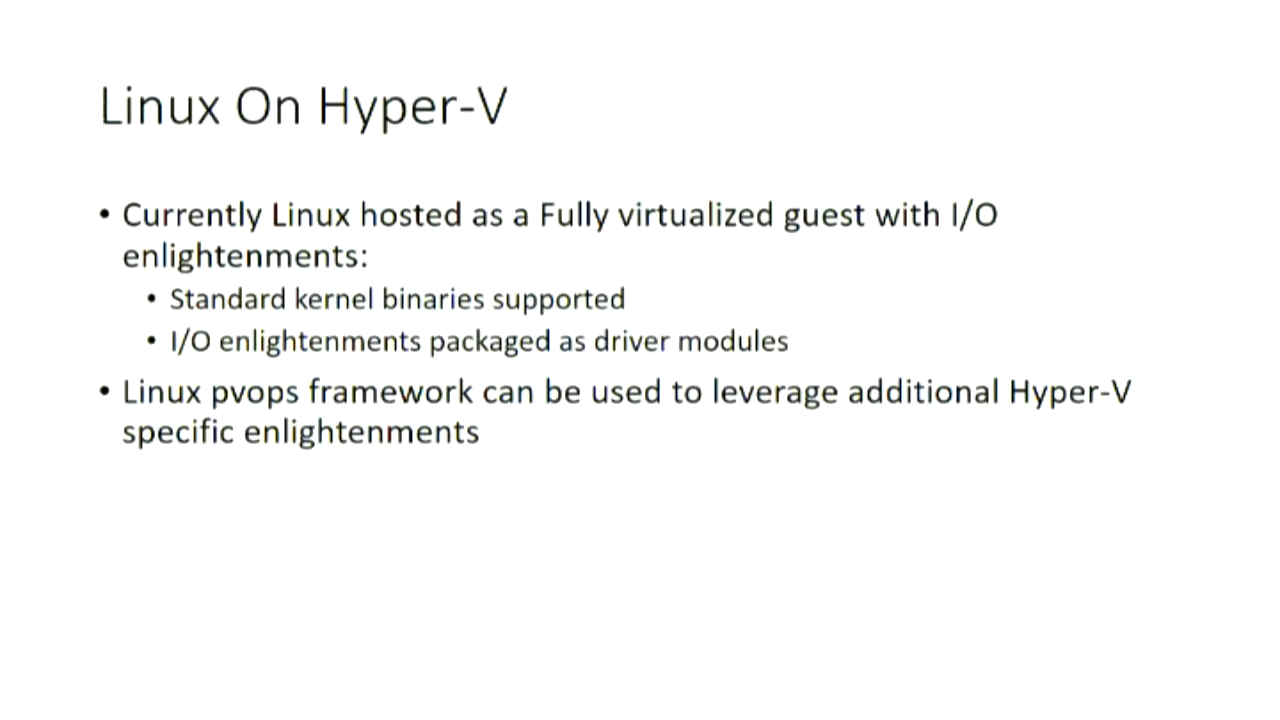 Linux On Hyper-V
• Currently Linux hosted as a Fully virtualized guest with I/O
enlightenments:
• Standard kernel binaries supported
• I/O enlightenments packaged as driver modules
• Linux pvops framework can be used to leverage additional Hyper-V
specific enlightenments